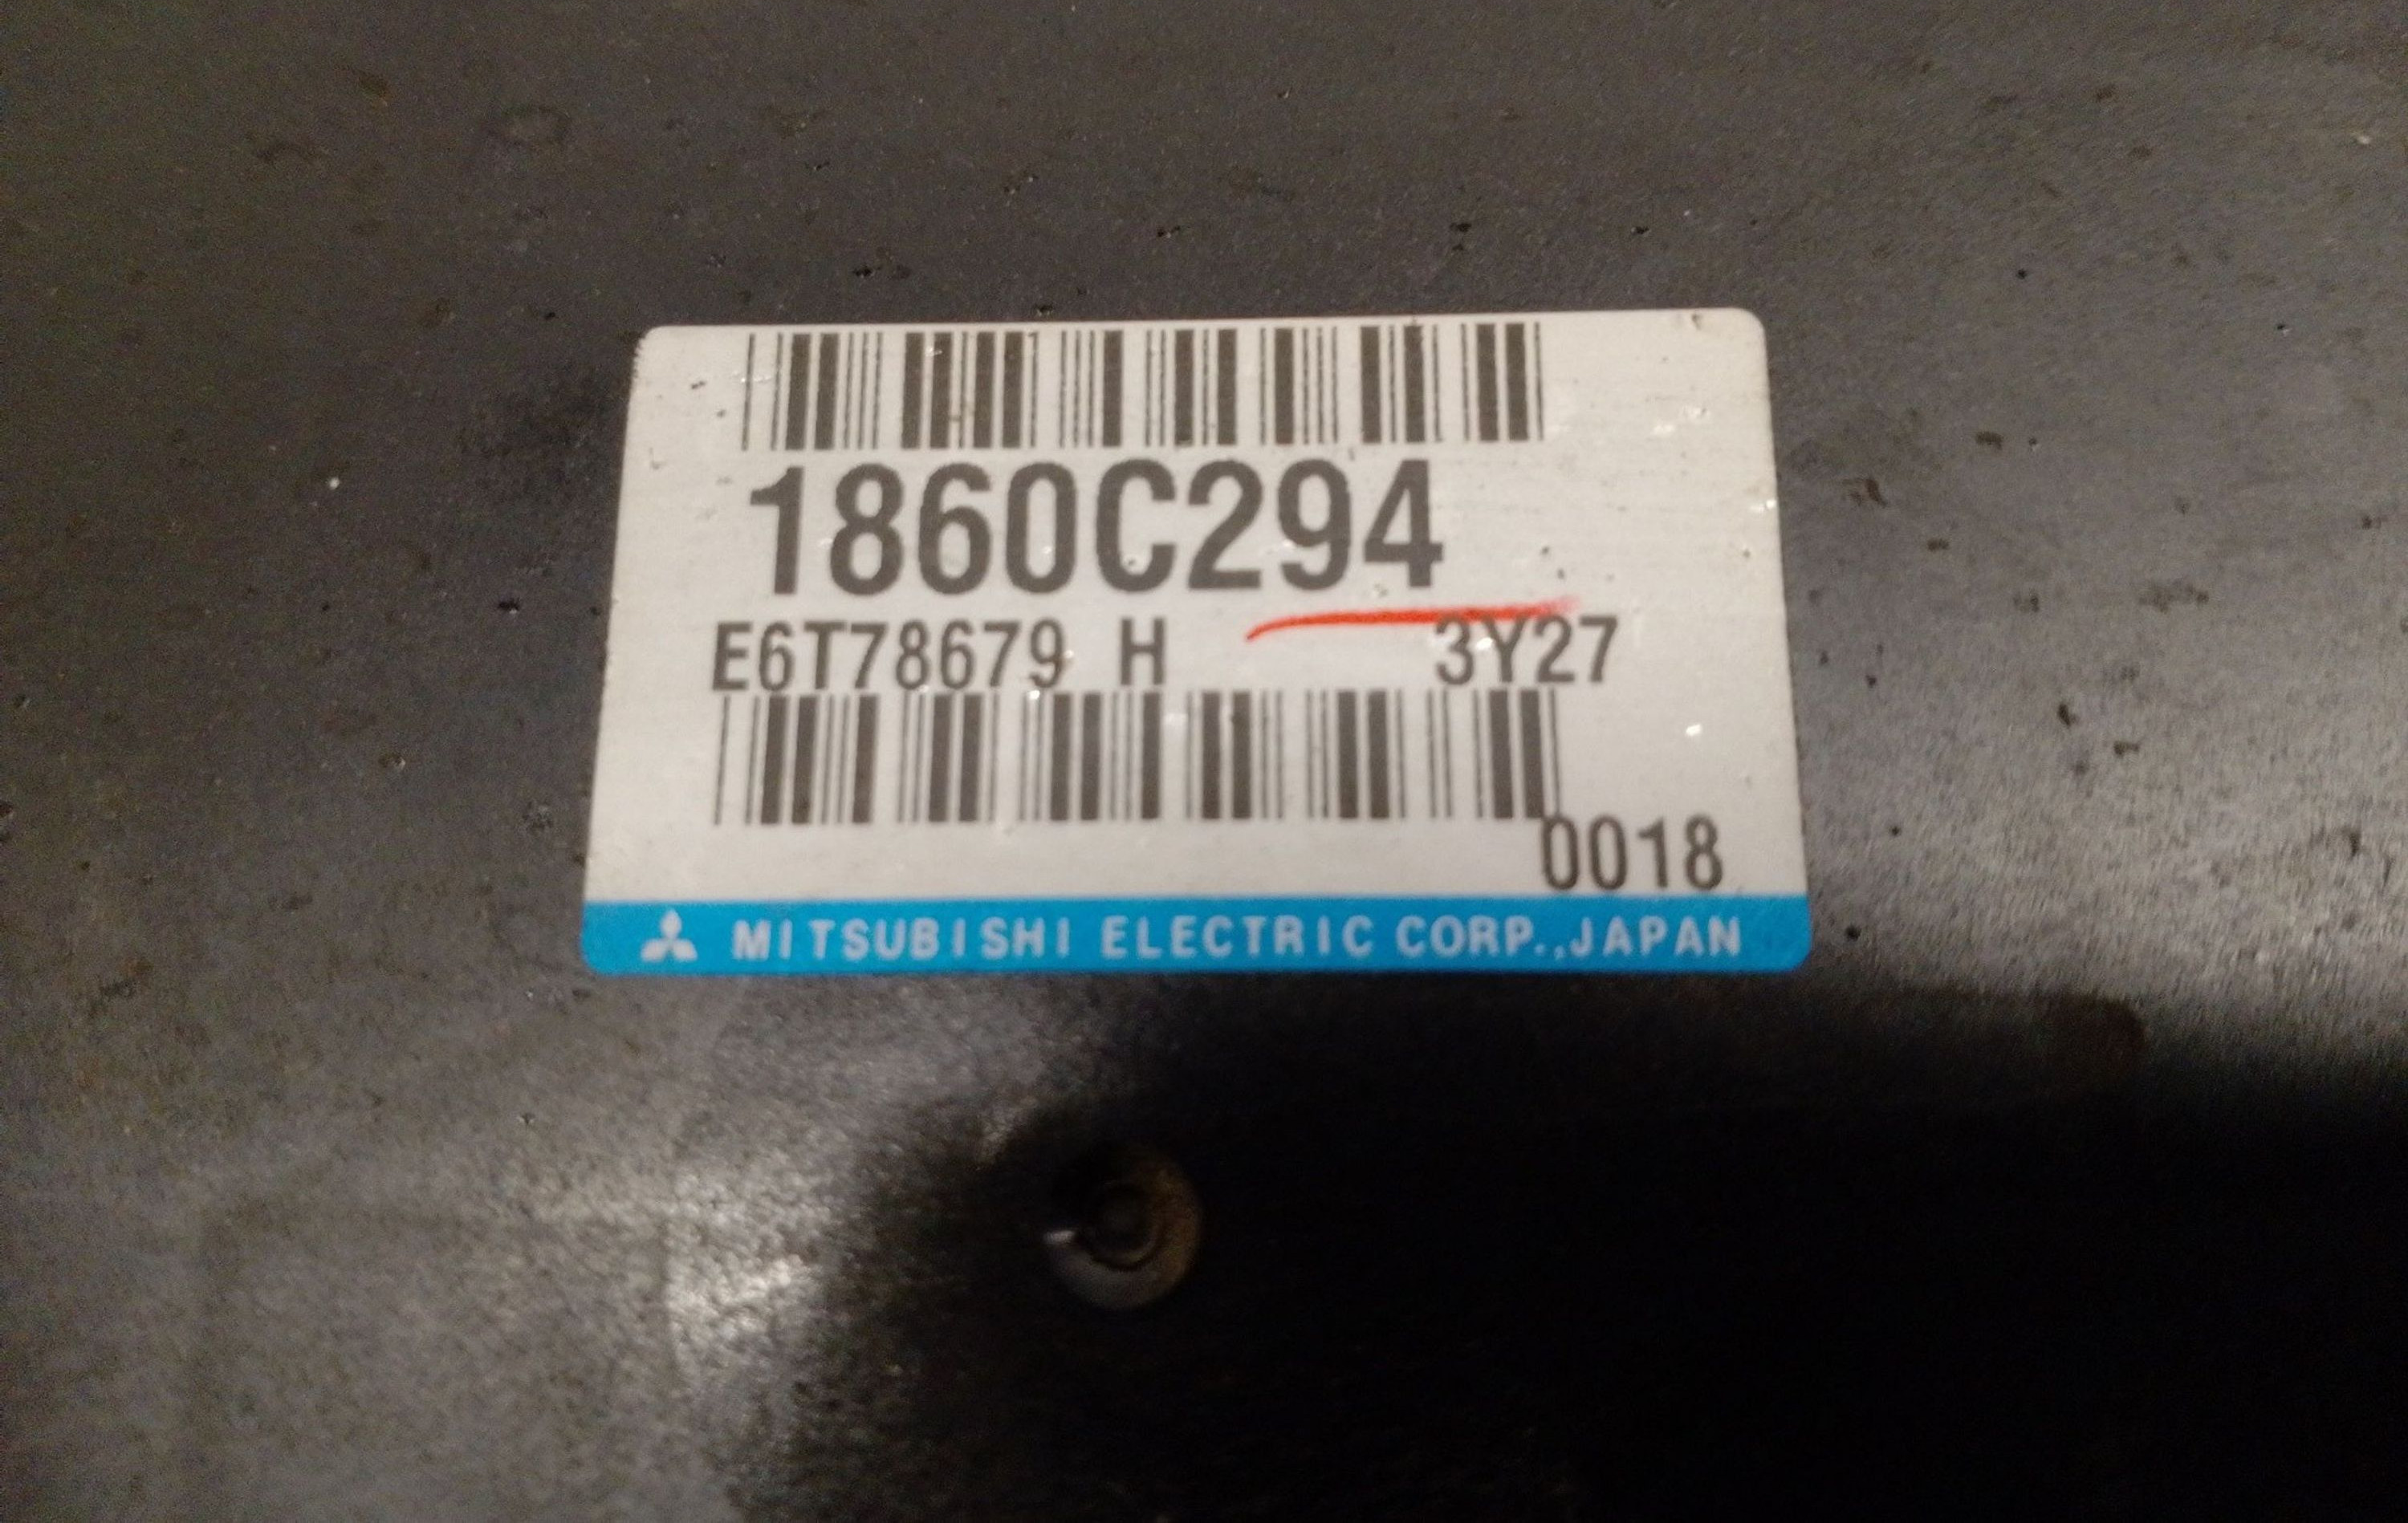 1860C294
E6T78679 H 3Y27
0018
MITSUBISHI ELECTRIC CORP.,JAPAN